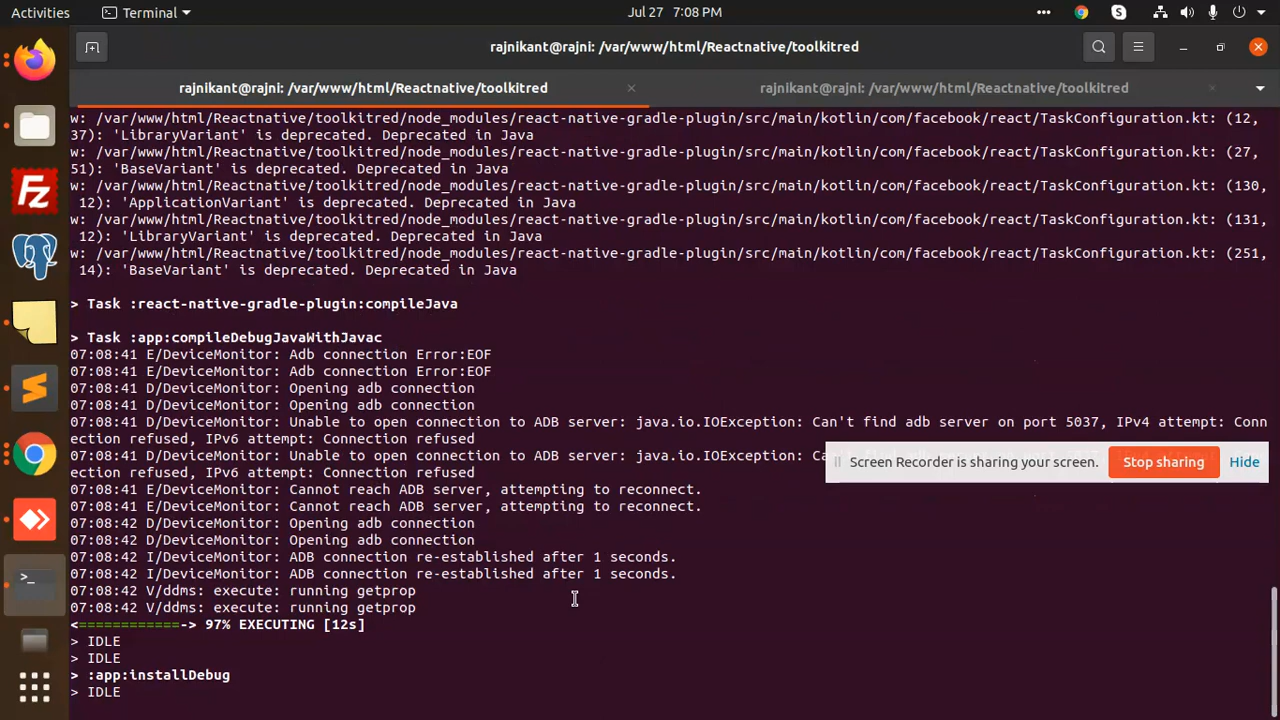 Activities
Terminal
Jul 27 7:08 PM
rajnikant@rajni: /var/www/html/Reactnative/toolkitred
rajnikant@rajni: /var/www/html/Reactnative/toolkitred
rajnikant@rajni: /var/www/html/Reactnative/toolkitred
w: /var/www/html/Reactnative/toolkitred/node_modules/react-native-gradle-plugin/src/main/kotlin/com/facebook/react/TaskConfiguration.kt: (12,
37): 'LibraryVariant' is deprecated. Deprecated in Java
w: /var/www/html/Reactnative/toolkitred/node_modules/react-native-gradle-plugin/src/main/kotlin/com/facebook/react/TaskConfiguration.kt: (27,
51): 'BaseVariant' is deprecated. Deprecated in Java
w: /var/www/html/Reactnative/toolkitred/node_modules/react-native-gradle-plugin/src/main/kotlin/com/facebook/react/TaskConfiguration.kt: (130,
12): 'ApplicationVariant' is deprecated. Deprecated in Java
w: /var/www/html/Reactnative/toolkitred/node_modules/react-native-gradle-plugin/src/main/kotlin/com/facebook/react/TaskConfiguration.kt: (131,
12): 'LibraryVariant' is deprecated. Deprecated in Java
w: /var/www/html/Reactnative/toolkitred/node_modules/react-native-gradle-plugin/src/main/kotlin/com/facebook/react/TaskConfiguration.kt: (251,
14): 'BaseVariant' is deprecated. Deprecated in Java
> Task :react-native-gradle-plugin:compileJava
> Task :app:compileDebugJavaWithJavac
07:08:41 E/DeviceMonitor: Adb connection Error:EOF
07:08:41 E/DeviceMonitor: Adb connection Error:EOF
07:08:41 D/DeviceMonitor: Opening adb connection
07:08:41 D/DeviceMonitor: Opening adb connection
07:08:41 D/DeviceMonitor: Unable to open connection to ADB server: java.io.IOException: Can't find adb server on port 5037, IPv4 attempt: Conn
ection refused, IPv6 attempt: Connection refused
07:08:41 D/DeviceMonitor: Unable to open connection to ADB server: java.io.IOException:
ection refused, IPv6 attempt: Connection refused
Screen Recorder is sharing your screen.
Stop sharing
Hide
07:08:41 E/DeviceMonitor: Cannot reach ADB server, attempting to reconnect.
07:08:41 E/DeviceMonitor: Cannot reach ADB server, attempting to reconnect.
07:08:42 D/DeviceMonitor: Opening adb connection
07:08:42 D/DeviceMonitor: Opening adb connection
07:08:42 I/DeviceMonitor: ADB connection re-established after 1 seconds.
07:08:42 I/DeviceMonitor: ADB connection re-established after 1 seconds.
07:08:42 V/ddms: execute: running getprop
07:08:42 V/ddms: execute: running getprop
<============-> 97% EXECUTING [12s]
> IDLE
> IDLE
> :app:installDebug
> IDLE